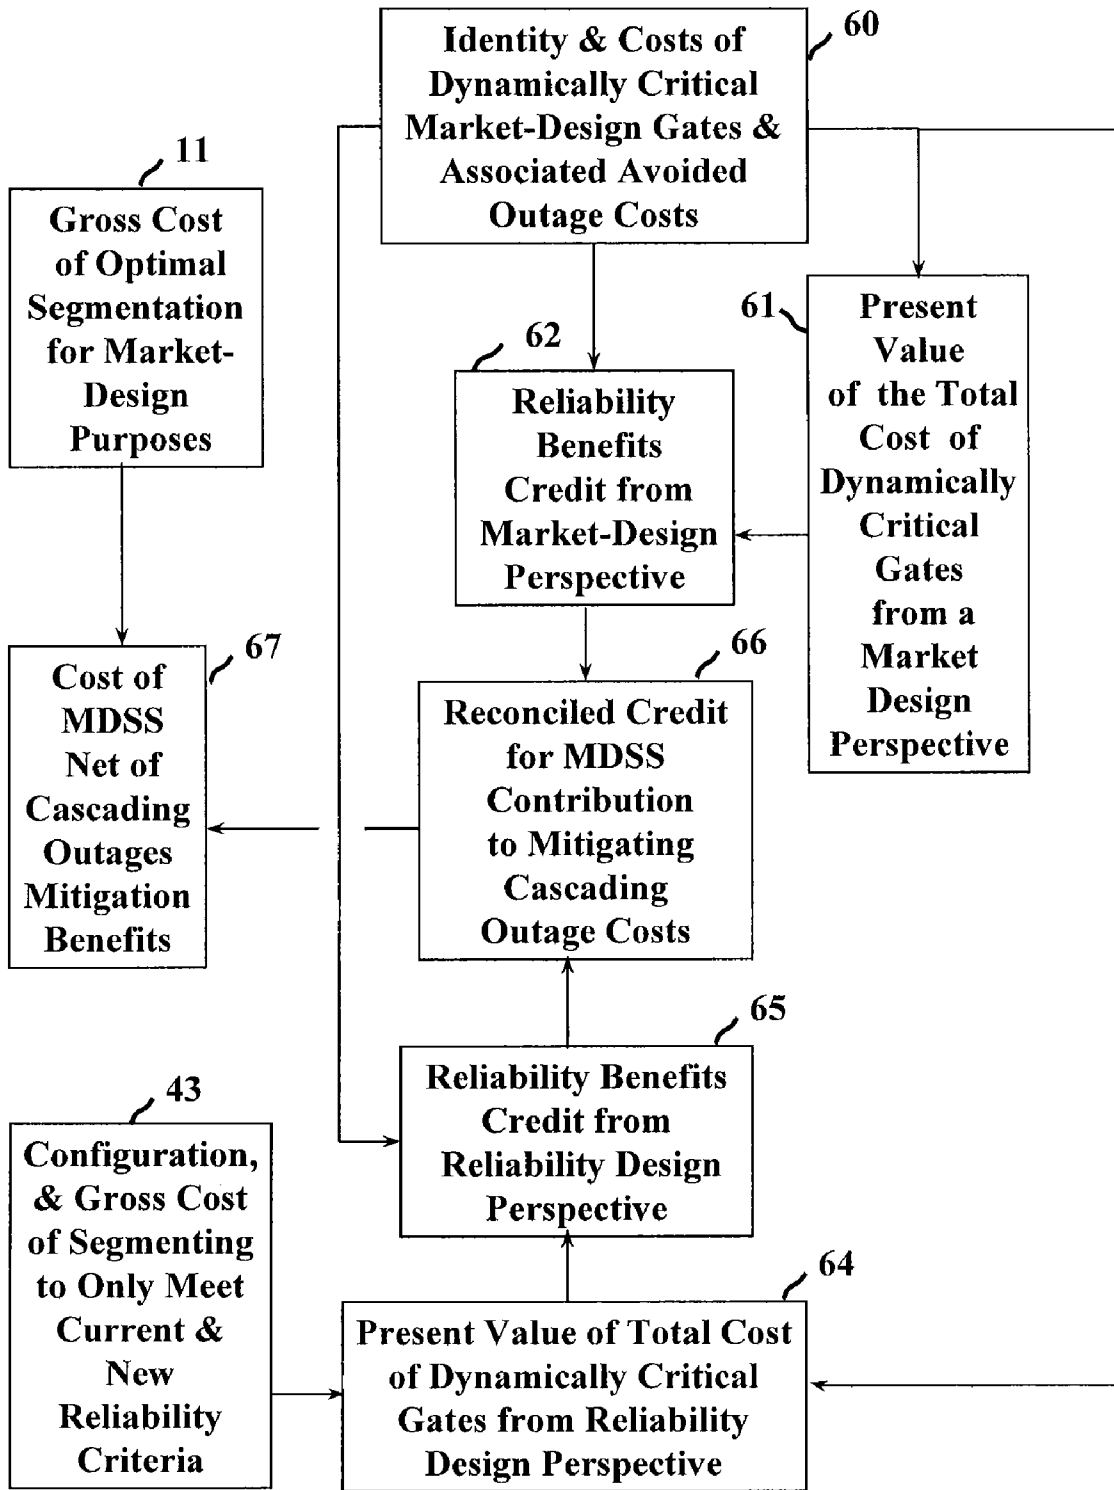 60
Identity & Costs of
Dynamically Critical
Market-Design Gates &
Associated Avoided
Outage Costs
11
Gross Cost
of Optimal
Segmentation
for Market-
Design
Purposes
61
Present
Value
of the Total
Cost of
Dynamically
Critical
Gates
from a
Market
Design
Perspective
62
Reliability
Benefits
Credit from
Market-Design
Perspective
67
Cost of
MDSS
Net of
Cascading
Outages
Mitigation
Benefits
66
Reconciled Credit
for MDSS
Contribution
to Mitigating
Cascading
Outage Costs
65
Reliability Benefits
Credit from
Reliability Design
Perspective
43
Configuration,
& Gross Cost
of Segmenting
to Only Meet
Current &
New
Reliability
Criteria
64
Present Value of Total Cost
of Dynamically Critical
Gates from Reliability
Design Perspective